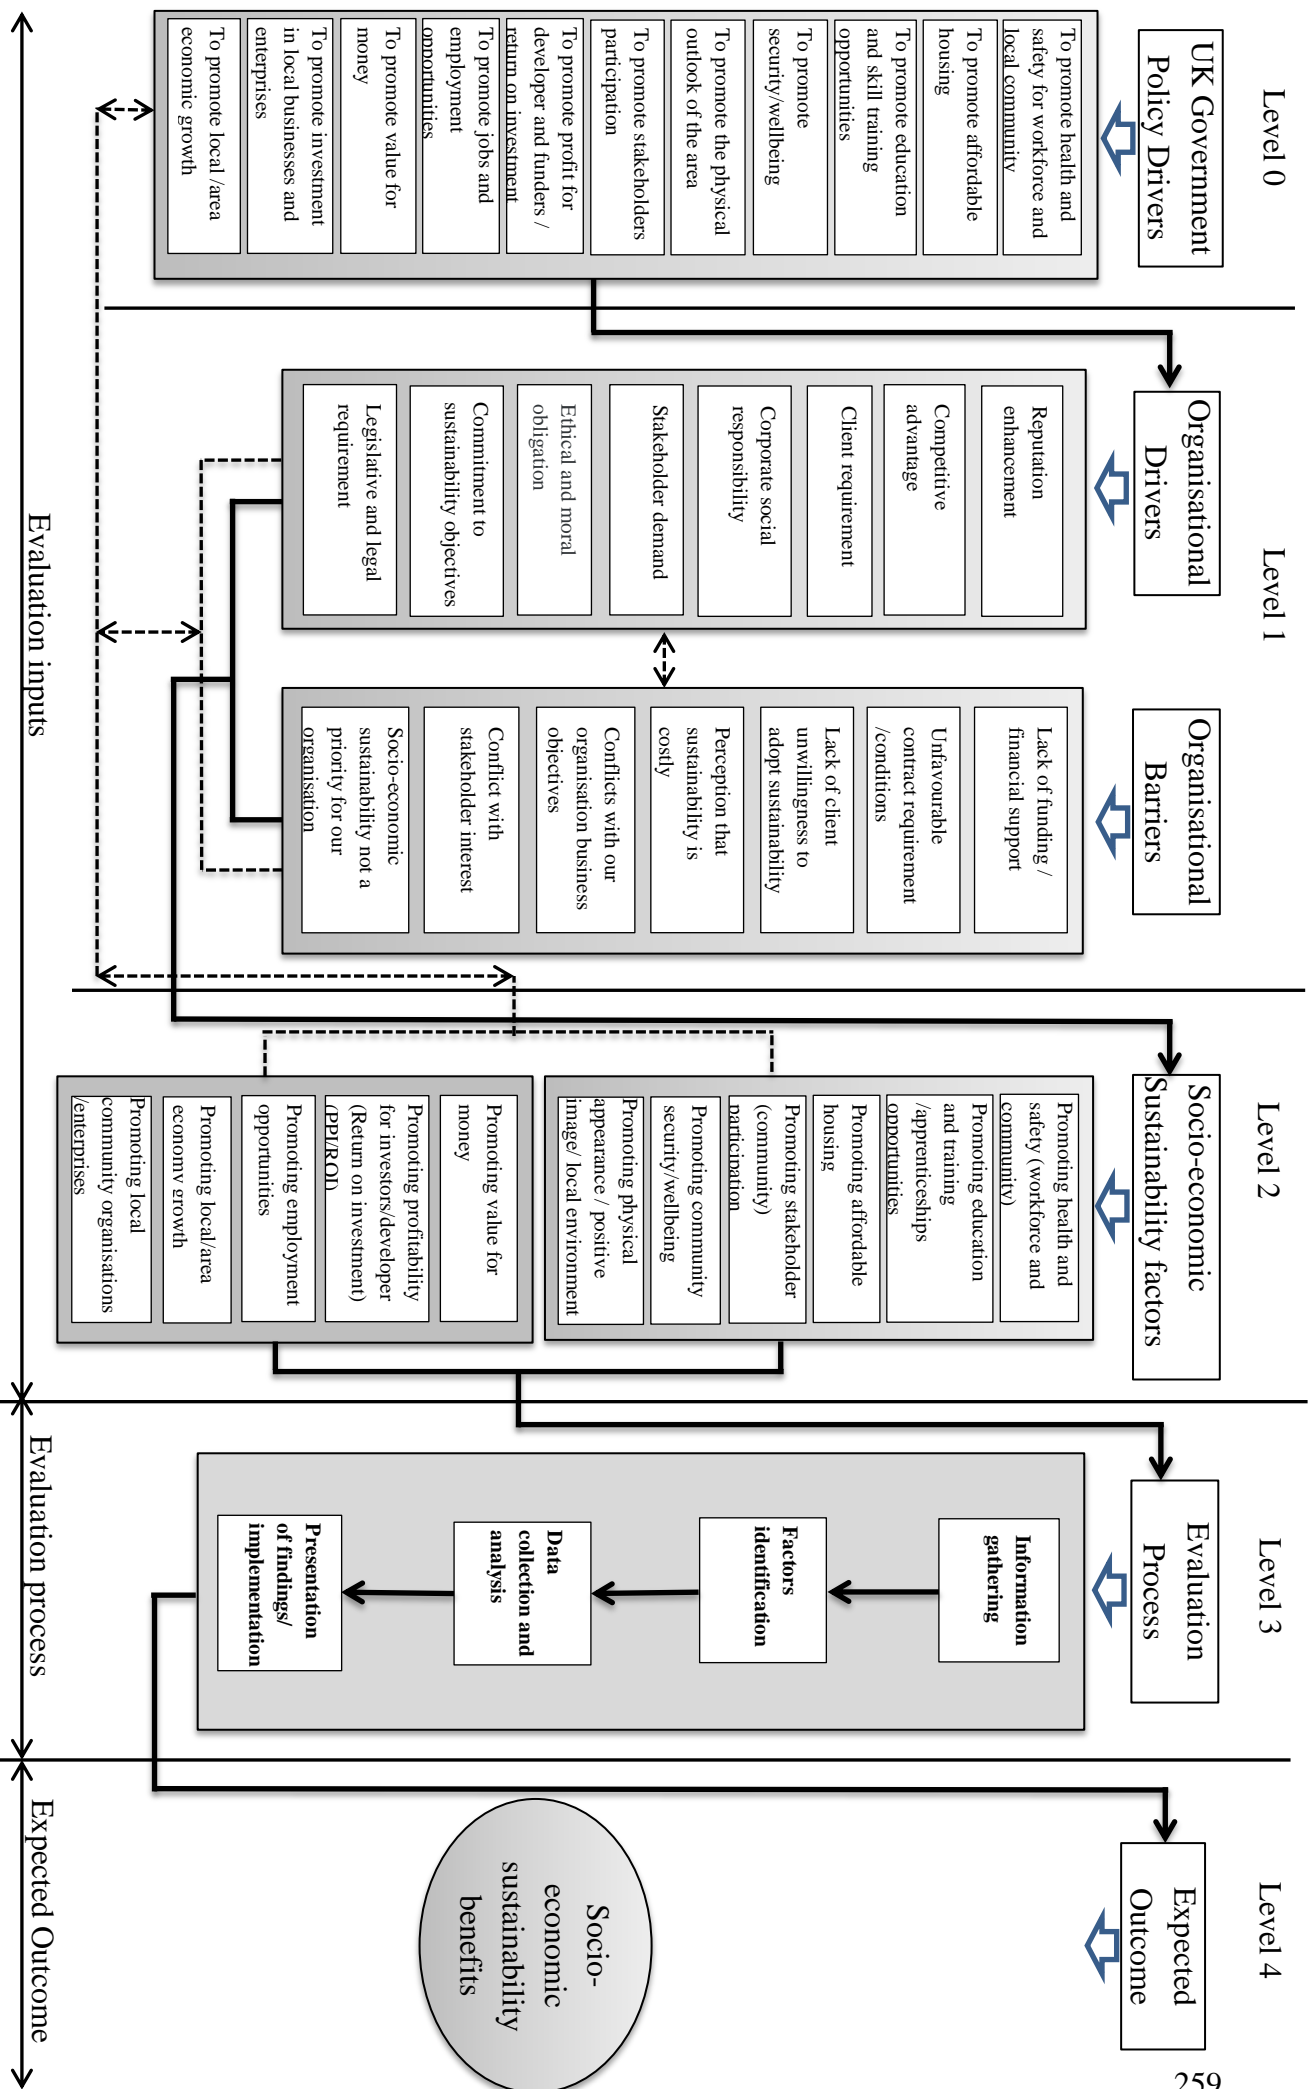 Level 0
UK Government
Policy Drivers
To promote health and
safety for workforce and
local community
To promote affordable
housing
To promote education
and skill training
opportunities
To promote
security/wellbeing
To promote the physical
outlook of the area
To promote stakeholders
participation
To promote profit for
developer and funders /
return on investment
To promote jobs and
employment
opportunities
To promote value for
money
To promote investment
in local businesses and
enterprises
To promote local /area
economic growth
Level 1
Organisational
Drivers
Reputation
enhancement
Competitive
advantage
Client requirement
Corporate social
responsibility
Stakeholder demand
Ethical and moral
obligation
Commitment to
sustainability objectives
Legislative and legal
requirement
Organisational
Barriers
Lack of funding /
financial support
Unfavourable
contract requirement
/conditions
Lack of client
unwillingness to
adopt sustainability
Perception that
sustainability is
costly
Conflicts with our
organisation business
objectives
Conflict with
stakeholder interest
Socio-economic
sustainability not a
priority for our
organisation
Level 2
Socio-economic
Sustainability factors
Promoting health and
safety (workforce and
community)
Promoting education
and training
/apprenticeships
opportunities
Promoting affordable
housing
Promoting stakeholder
(community)
participation
Promoting community
security/wellbeing
Promoting physical
appearance / positive
image/ local environment
Promoting value for
money
Promoting profitability
for investors/developer
(Return on investment)
(PPI/ROI)
Promoting employment
opportunities
Promoting local/area
economy growth
Promoting local
community organisations
/enterprises
Level 3
Evaluation
Process
Information
gathering
Factors
identification
Data
collection and
analysis
Presentation
of findings/
implementation
Level 4
Expected
Outcome
Socio-
economic
sustainability
benefits
Evaluation inputs
Evaluation process
Expected Outcome
259